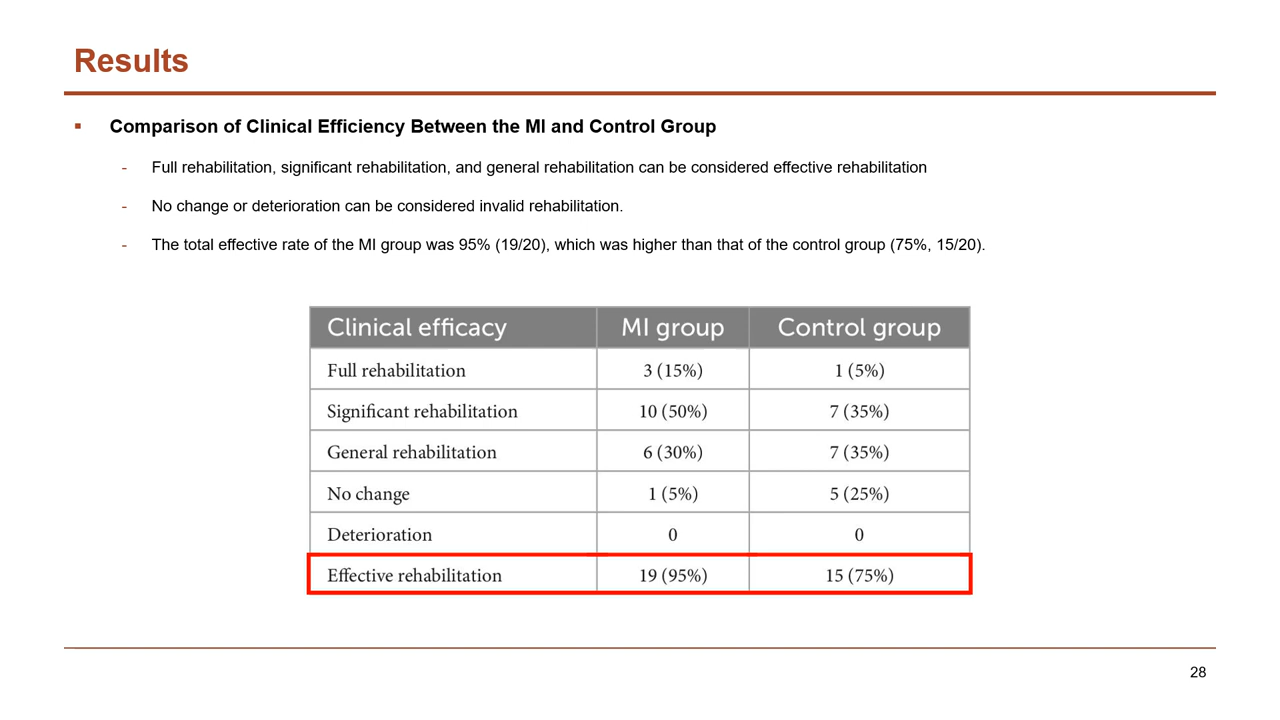 Results
▪ Comparison of Clinical Efficiency Between the MI and Control Group
- Full rehabilitation, significant rehabilitation, and general rehabilitation can be considered effective rehabilitation
- No change or deterioration can be considered invalid rehabilitation.
- The total effective rate of the MI group was 95% (19/20), which was higher than that of the control group (75%, 15/20).
Clinical efficacy MI group Control group
Full rehabilitation 3 (15%) 1 (5%)
Significant rehabilitation 10 (50%) 7 (35%)
General rehabilitation 6 (30%) 7 (35%)
No change 1 (5%) 5 (25%)
Deterioration 0 0
Effective rehabilitation 19 (95%) 15 (75%)
28